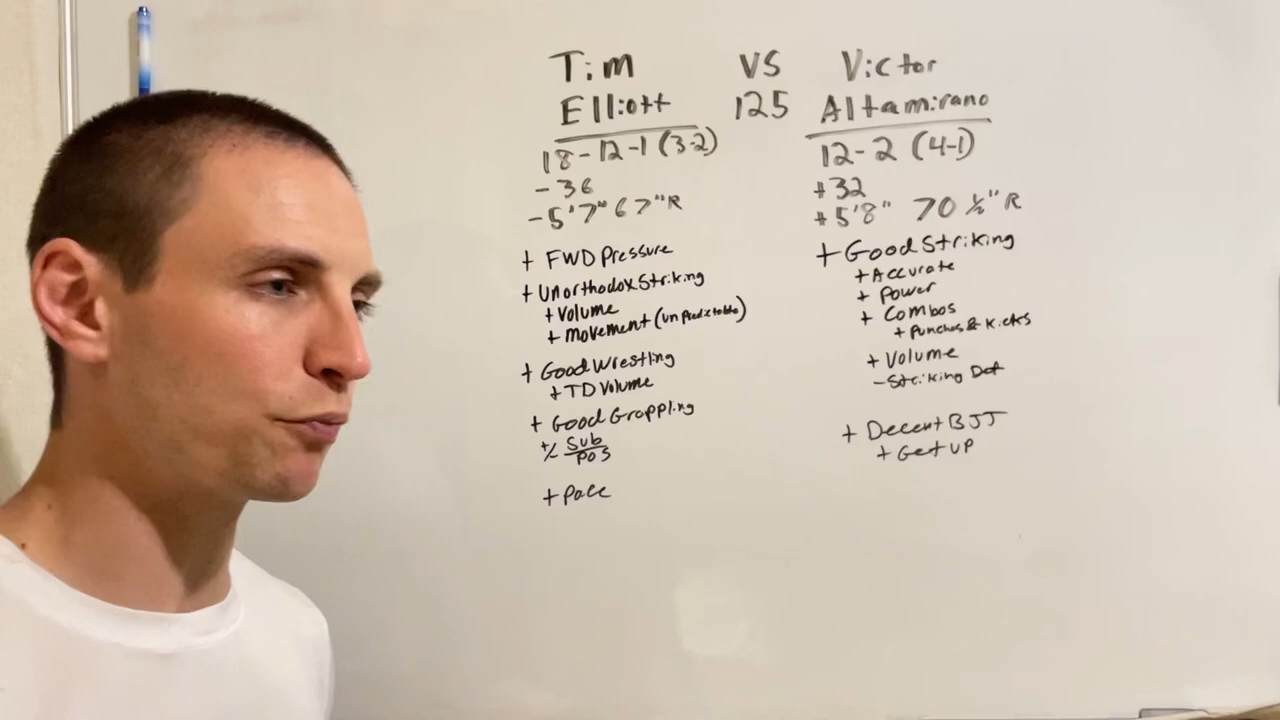 Tim VS Victor
Elliott 125 Altamirano
18-12-1 (3-2)
-36
-5'7" 67"R
+ FWD Pressure
+ Unorthodox Striking
+ Volume
+ Movement (unpredictable)
+ Good Wrestling
+ TD Volume
+ Good Grappling
+/- Sub
Pos
+ Pace
12-2 (4-1)
+32
+5'8" 70 ½" R
+ Good Striking
+ Accurate
+ Power
+ Combos
+ Punches & Kicks
+ Volume
- Striking Def
+ Decent BJJ
+ Get up